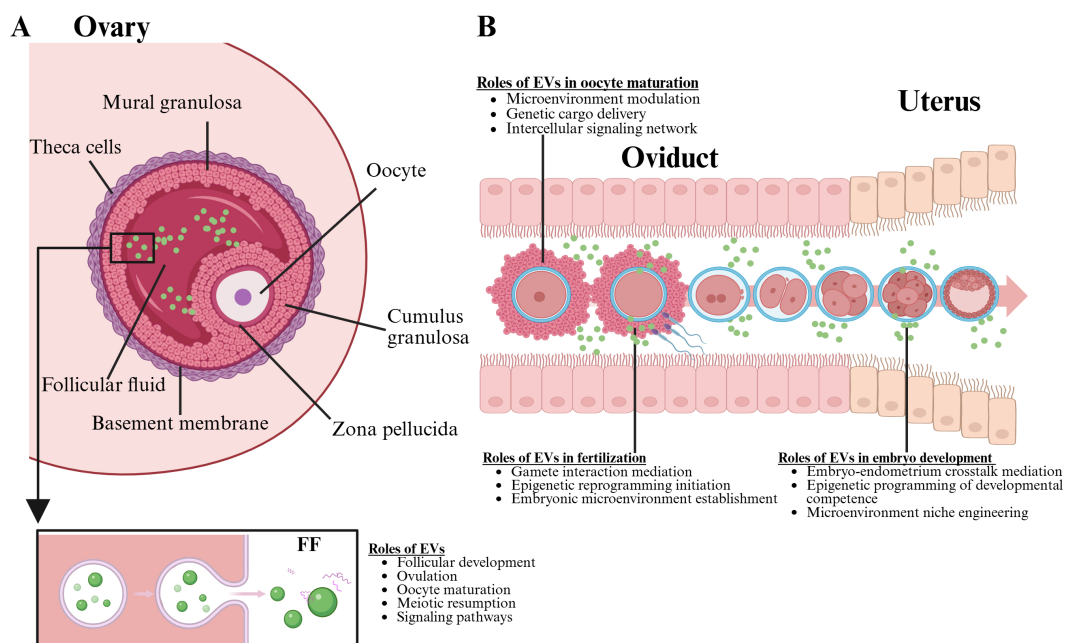 A Ovary
Mural granulosa
Theca cells
Oocyte
Cumulus
granulosa
Follicular fluid
Basement membrane
Zona pellucida
FF
Roles of EVs
• Follicular development
• Ovulation
• Oocyte maturation
• Meiotic resumption
• Signaling pathways
B
Roles of EVs in oocyte maturation
• Microenvironment modulation
• Genetic cargo delivery
• Intercellular signaling network
Oviduct
Uterus
Roles of EVs in fertilization
• Gamete interaction mediation
• Epigenetic reprogramming initiation
• Embryonic microenvironment establishment
Roles of EVs in embryo development
• Embryo-endometrium crosstalk mediation
• Epigenetic programming of developmental
competence
• Microenvironment niche engineering